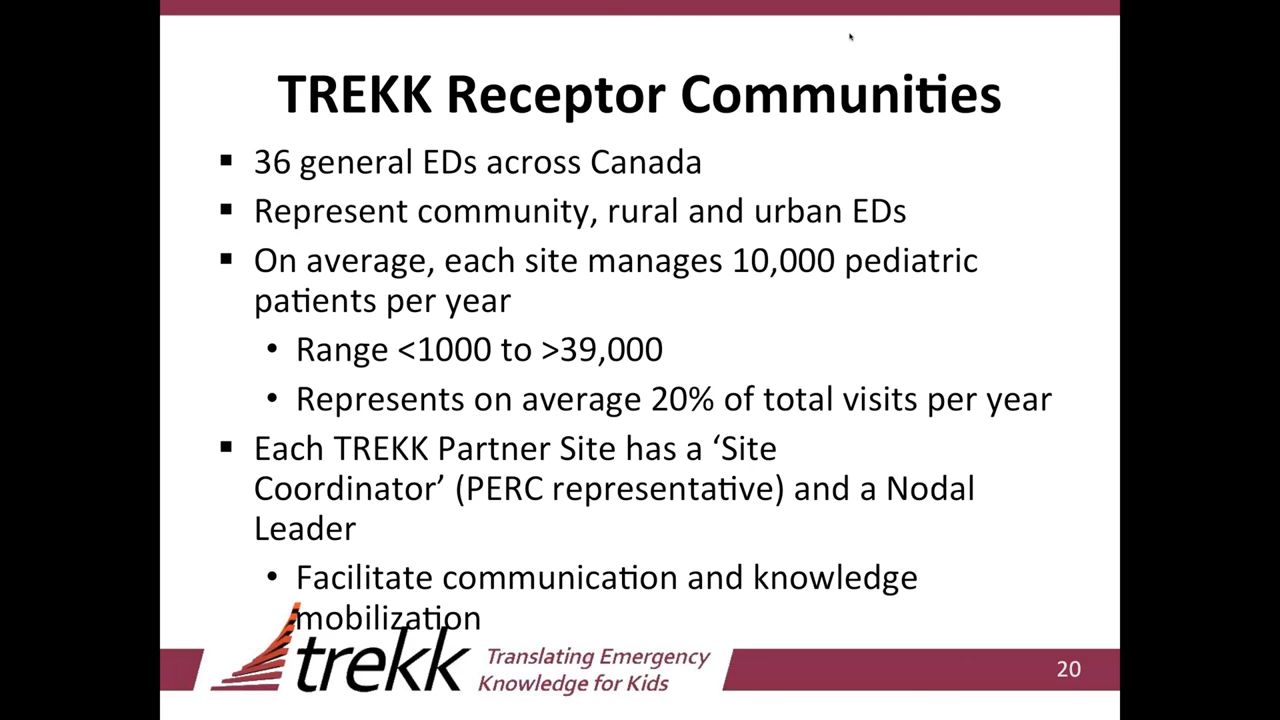 TREKK Receptor Communities
▪ 36 general EDs across Canada
▪ Represent community, rural and urban EDs
▪ On average, each site manages 10,000 pediatric
patients per year
• Range <1000 to >39,000
• Represents on average 20% of total visits per year
▪ Each TREKK Partner Site has a ‘Site
Coordinator’ (PERC representative) and a Nodal
Leader
• Facilitate communication and knowledge
mobilization
trekk
Translating Emergency
Knowledge for Kids
20